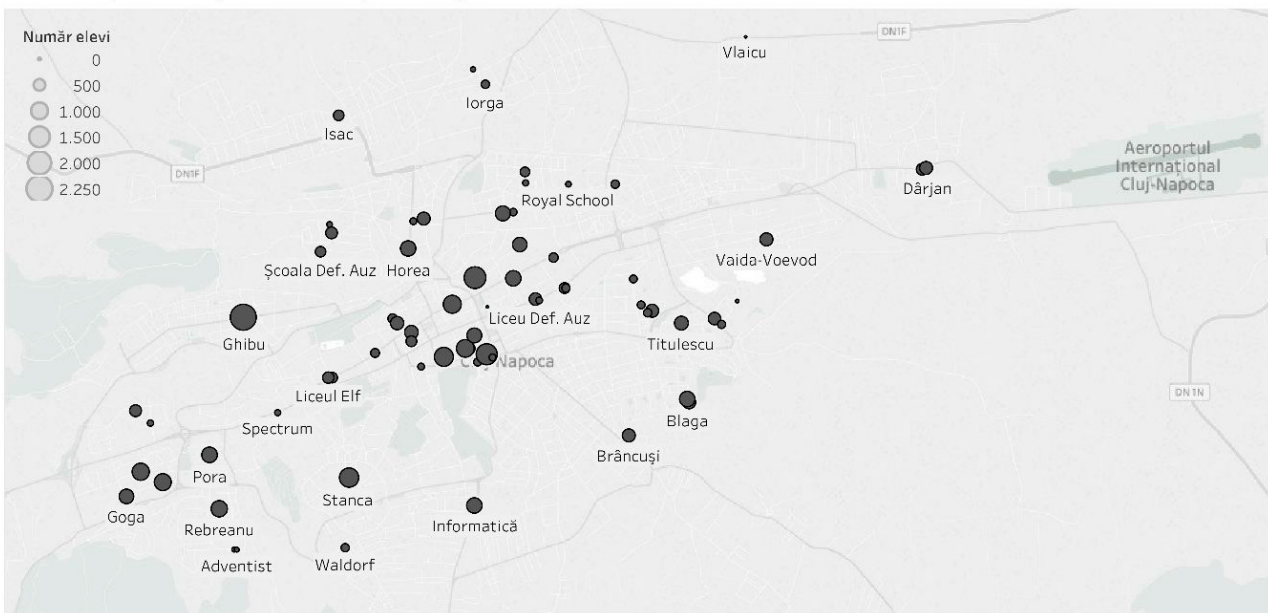 Număr elevi
0
500
1.000
1.500
2.000
2.250
Vlaicu
DN1F
Iorga
Isac
DN1F
Aeroportul
Internațional
Cluj-Napoca
Dârjan
Royal School
Școala Def. Auz
Horea
Vaida-Voevod
Liceu Def. Auz
Ghibu
Titulescu
Cluj-Napoca
Liceul Elf
DN1N
Spectrum
Blaga
Brâncuși
Pora
Stanca
Goga
Rebreanu
Informatică
Adventist
Waldorf